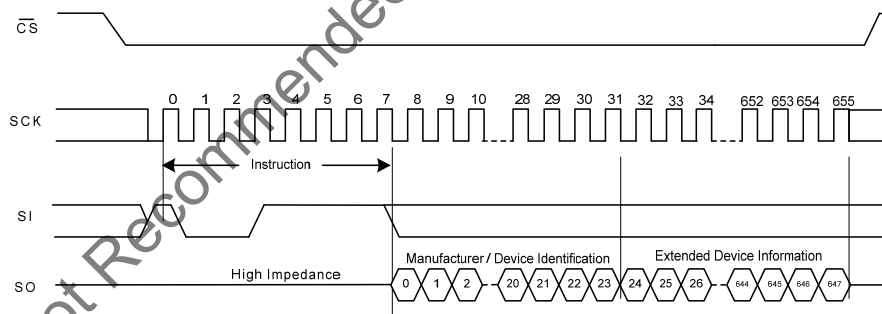 CS
0 1 2 3 4 5 6 7 8 9 10 28 29 30 31 32 33 34 652 653 654 655
SCK
Instruction
SI
Manufacturer / Device Identification Extended Device Information
High Impedance
SO
0 1 2 20 21 22 23 24 25 26 644 645 646 647
Not Recommended